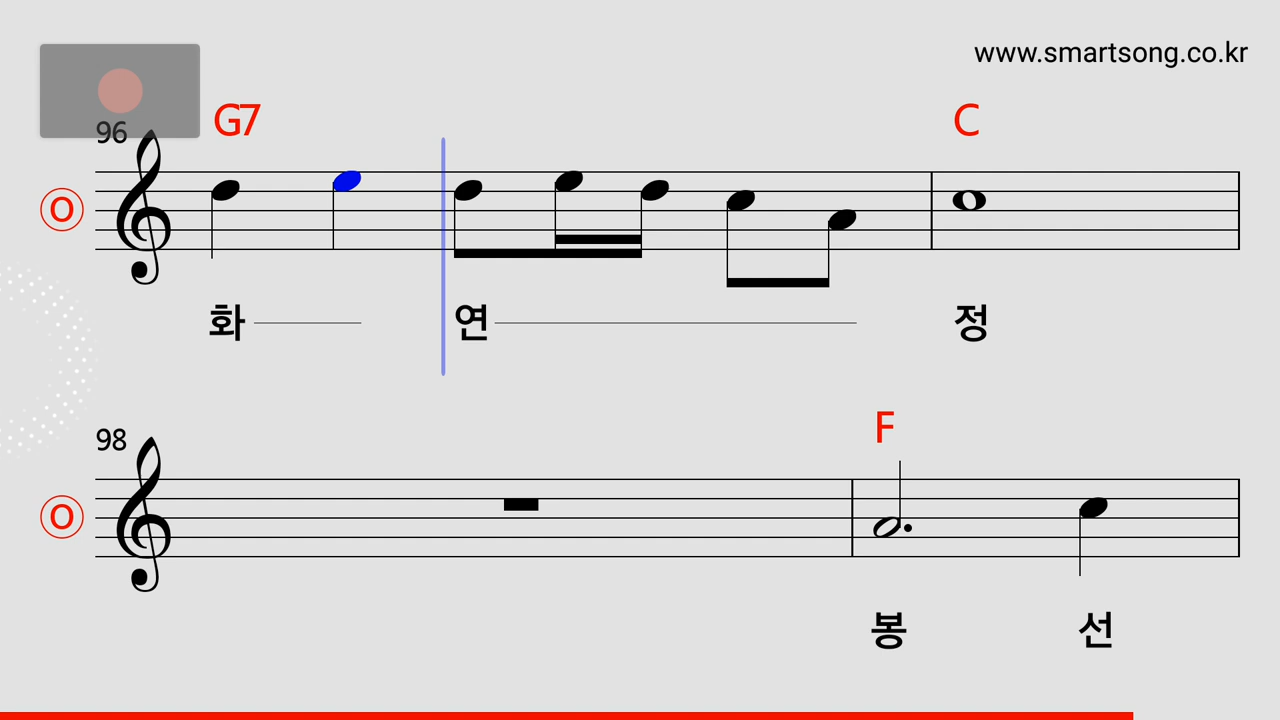 www.smartsong.co.kr
96 G7 C
O
화 연 정
98 F
O
봉 선